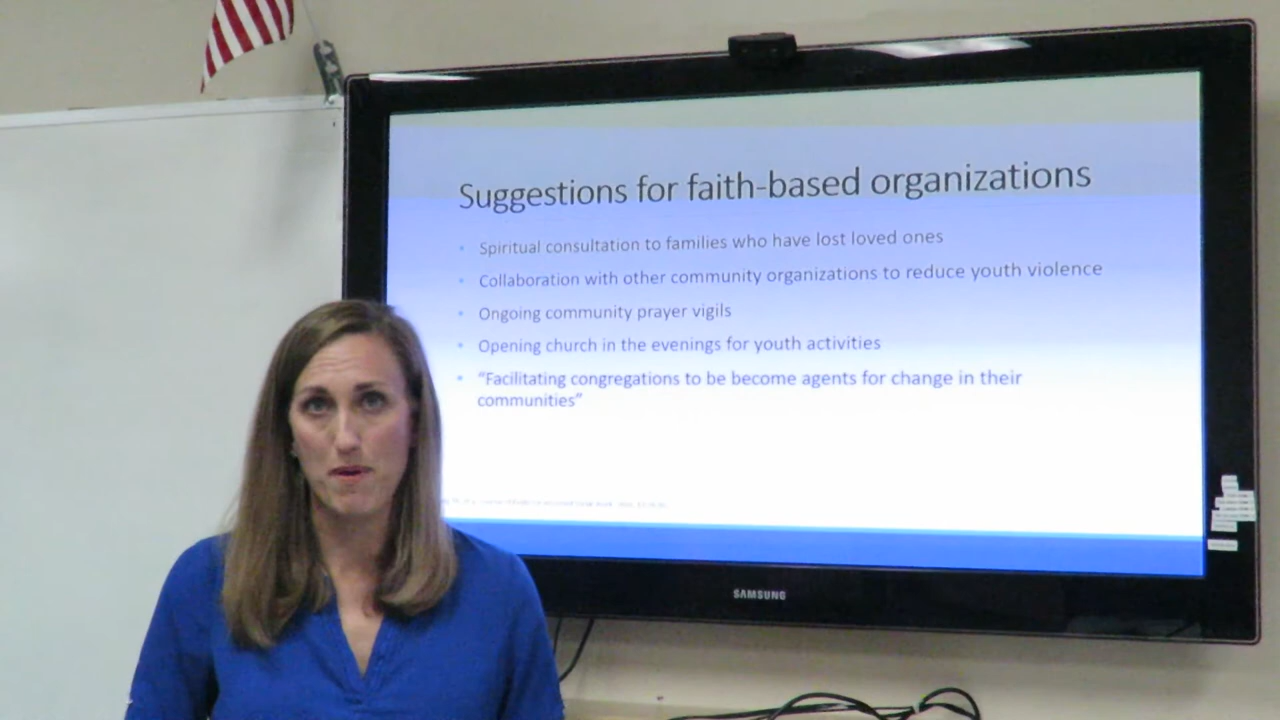 Suggestions for faith-based organizations
• Spiritual consultation to families who have lost loved ones
• Collaboration with other community organizations to reduce youth violence
• Ongoing community prayer vigils
• Opening church in the evenings for youth activities
• “Facilitating congregations to be become agents for change in their
communities”
SAMSUNG